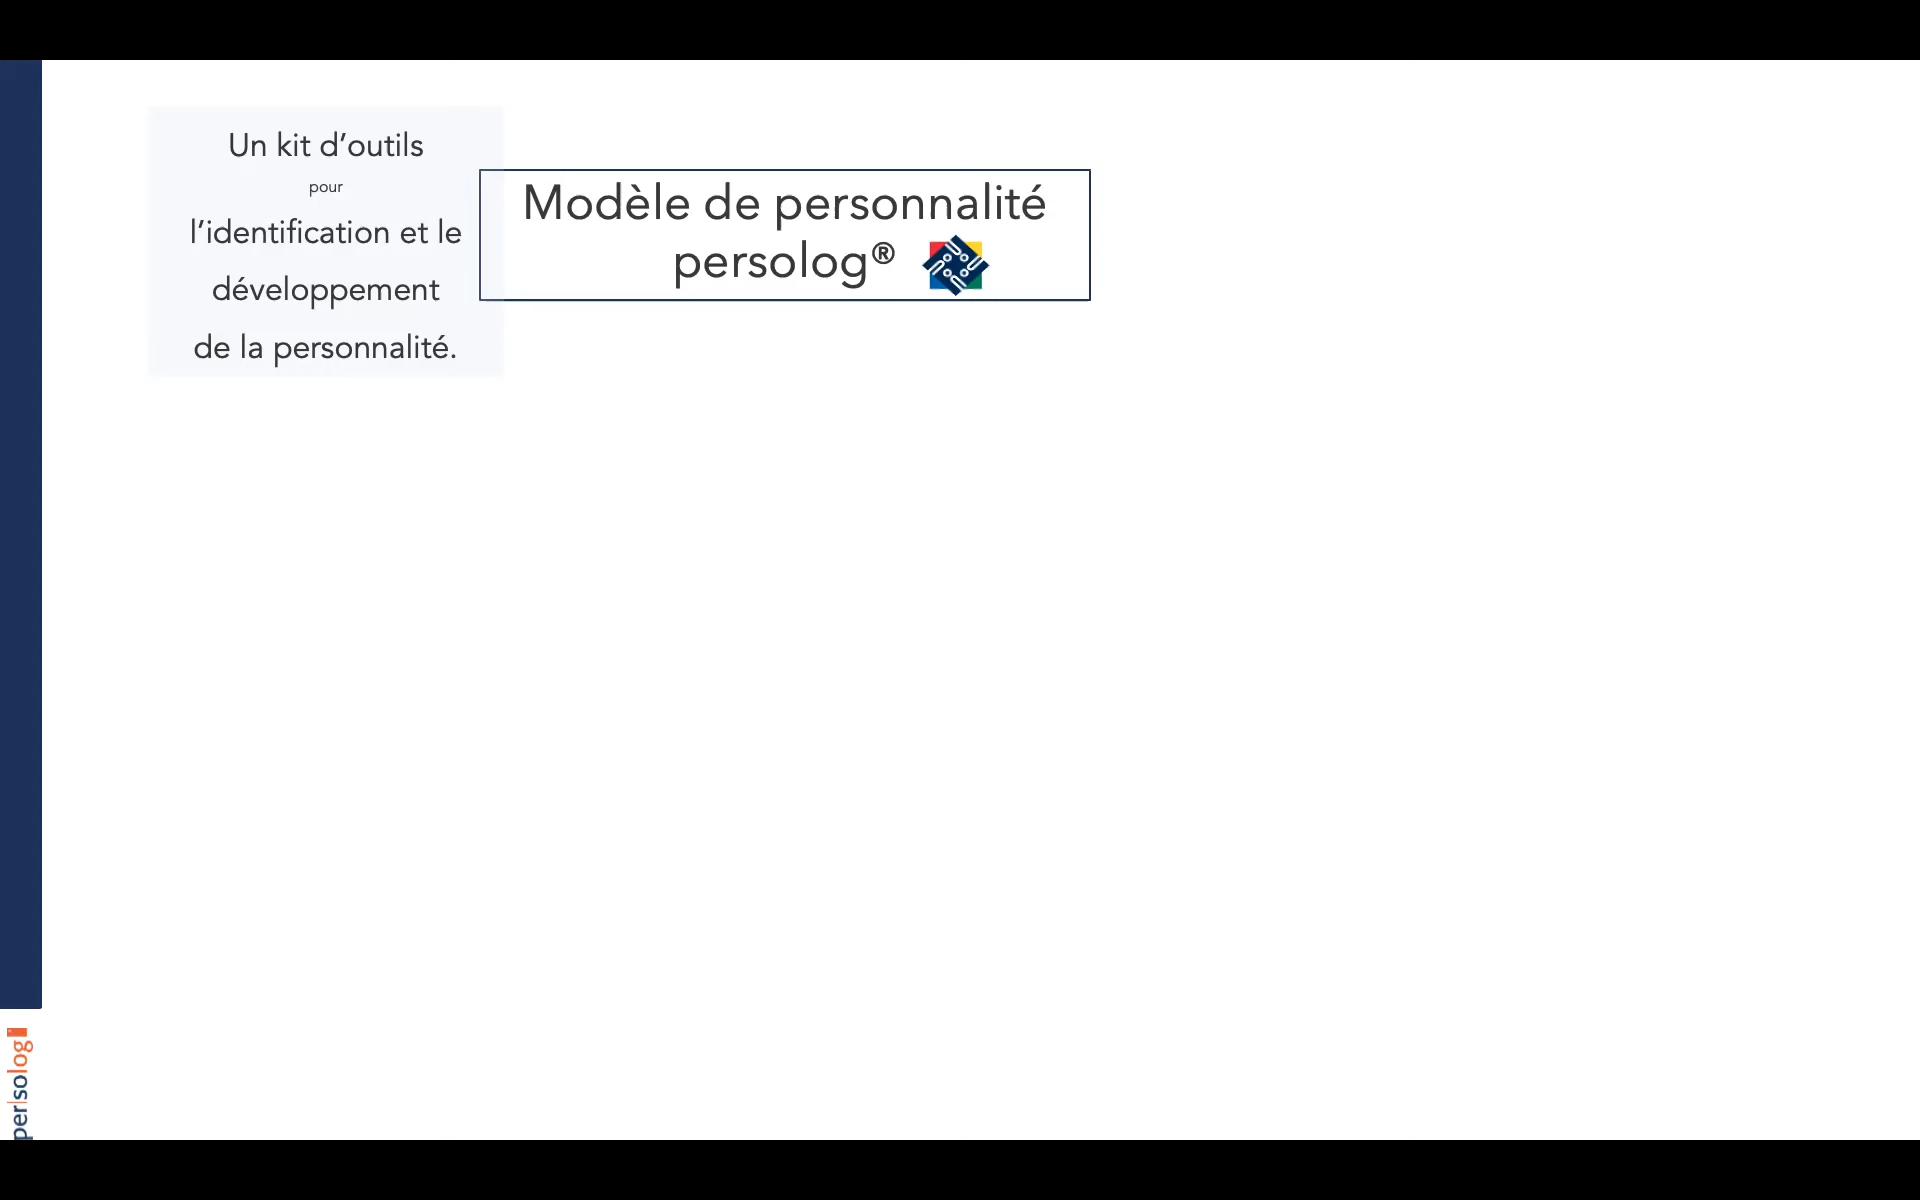 Un kit d’outils
pour
l’identification et le
développement
de la personnalité.
Modèle de personnalité
persolog®
persolog